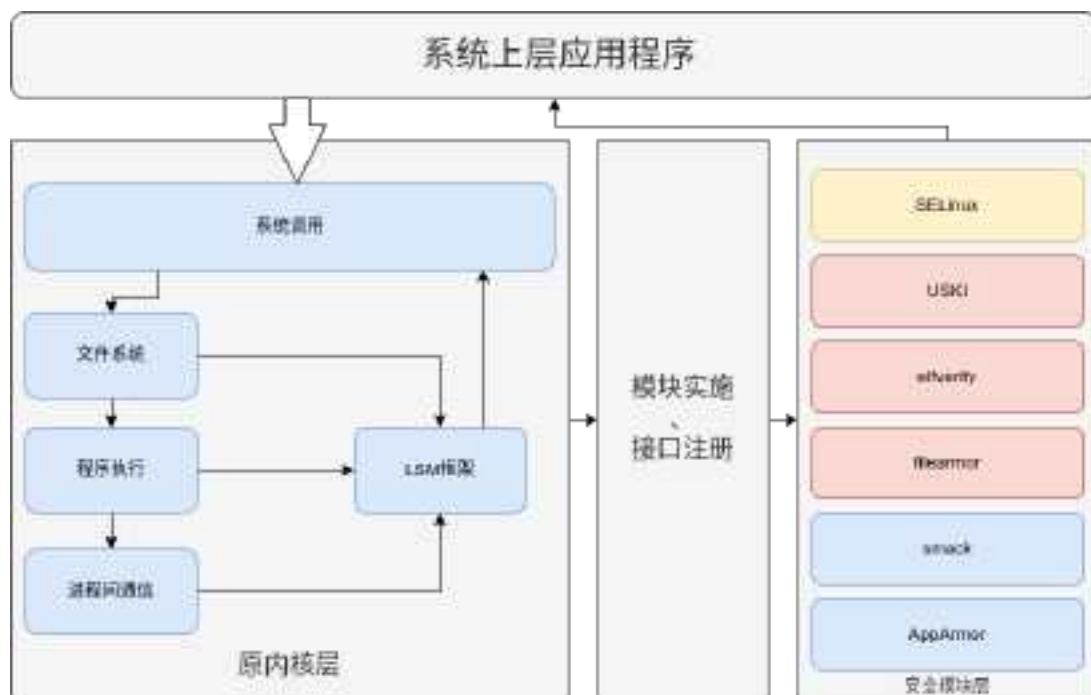 系统上层应用程序
系统调用
文件系统
程序执行
LSM框架
进程间通信
原内核层
模块实施
、
接口注册
SELinux
USKI
elfverify
filearmor
smack
AppArmor
安全模块层